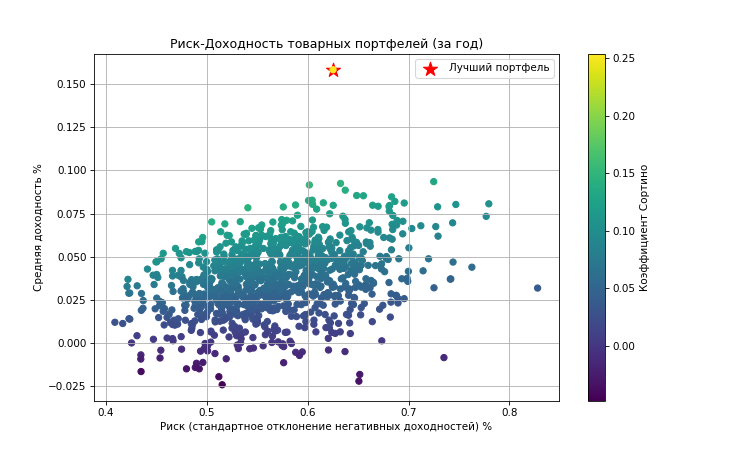 Риск-Доходность товарных портфелей (за год)
Лучший портфель
Средняя доходность %
0.150
0.125
0.100
0.075
0.050
0.025
0.000
−0.025
0.4 0.5 0.6 0.7 0.8
Риск (стандартное отклонение негативных доходностей) %
0.25
0.20
0.15
0.10
0.05
0.00
Коэффициент Сортино